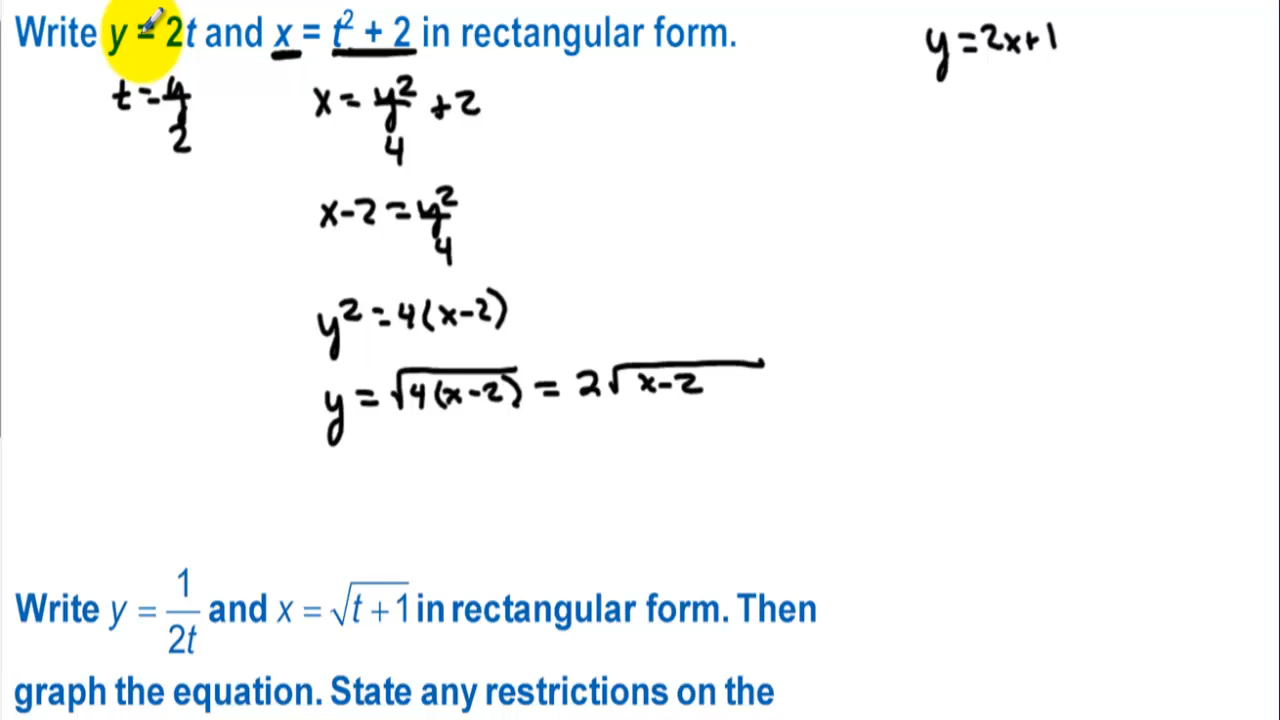 Write y = 2t and x = t² + 2 in rectangular form.
y = 2x+1
t = y/2
x = y²/4 + 2
x-2 = y²/4
y² = 4(x-2)
y = √4(x-2) = 2√x-2
Write y = 1/2t and x = √t+1 in rectangular form. Then
graph the equation. State any restrictions on the